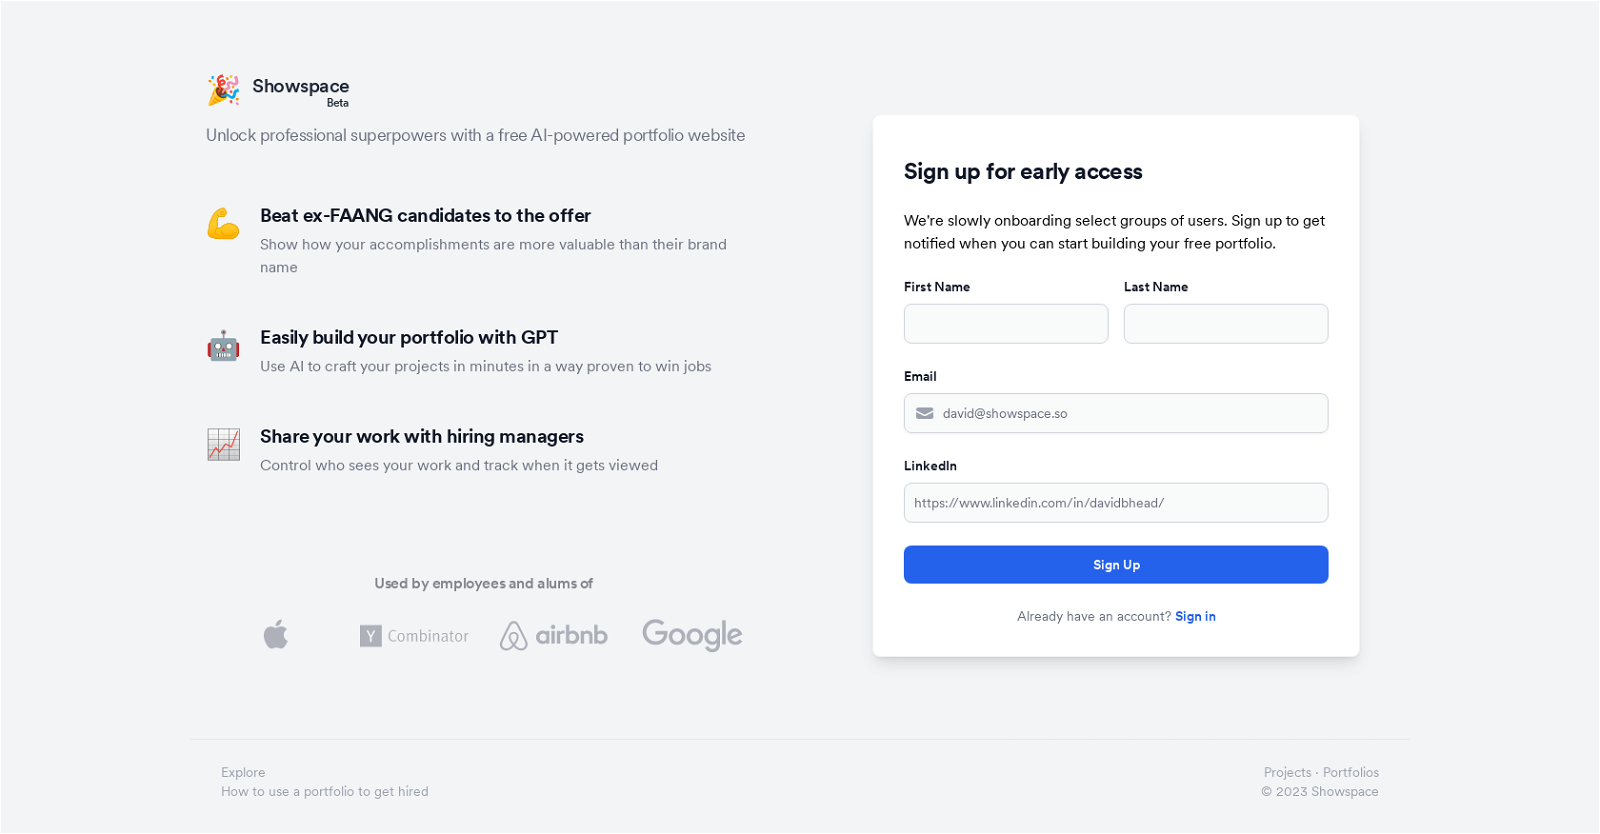 Showspace
Beta
Unlock professional superpowers with a free AI-powered portfolio website
Beat ex-FAANG candidates to the offer
Show how your accomplishments are more valuable than their brand
name
Easily build your portfolio with GPT
Use AI to craft your projects in minutes in a way proven to win jobs
Share your work with hiring managers
Control who sees your work and track when it gets viewed
Used by employees and alums of
Y Combinator airbnb Google
Sign up for early access
We're slowly onboarding select groups of users. Sign up to get
notified when you can start building your free portfolio.
First Name Last Name
Email
david@showspace.so
LinkedIn
https://www.linkedin.com/in/davidbhead/
Sign Up
Already have an account? Sign in
Explore
How to use a portfolio to get hired
Projects · Portfolios
© 2023 Showspace